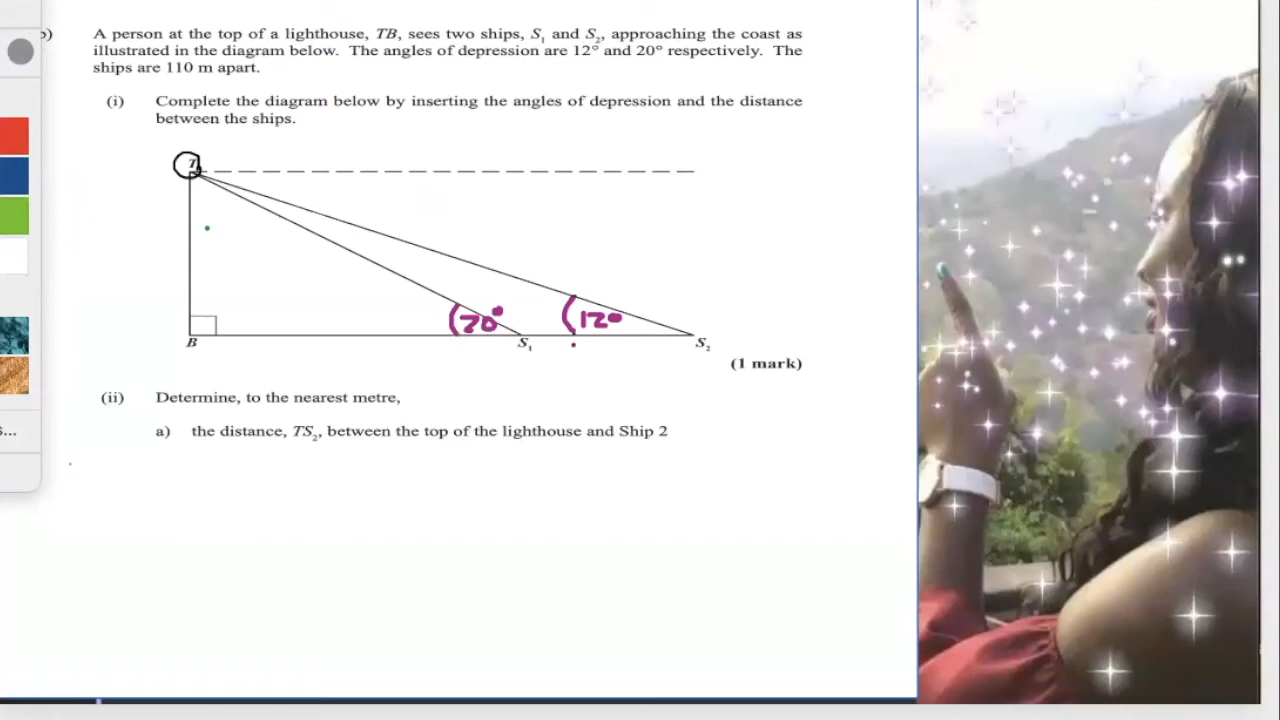 b)
A person at the top of a lighthouse, TB, sees two ships, S₁ and S₂, approaching the coast as
illustrated in the diagram below. The angles of depression are 12° and 20° respectively. The
ships are 110 m apart.
(i) Complete the diagram below by inserting the angles of depression and the distance
between the ships.
T
20°
12°
B S₁ S₂
(1 mark)
(ii) Determine, to the nearest metre,
a) the distance, TS₂, between the top of the lighthouse and Ship 2
s...